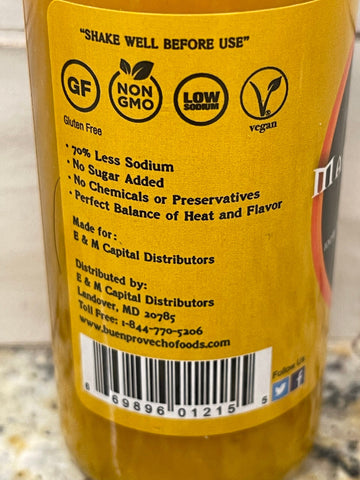 "SHAKE WELL BEFORE USE"
GF
NON
GMO
LOW
SODIUM
V
vegan
Gluten Free
• 70% Less Sodium
• No Sugar Added
• No Chemicals or Preservatives
• Perfect Balance of Heat and Flavor
Made for:
E & M Capital Distributors
Distributed by:
E & M Capital Distributors
Landover, MD 20785
Toll Free: 1-844-770-5206
www.buenprovechofoods.com
Follow Us
6 69896 01215 5